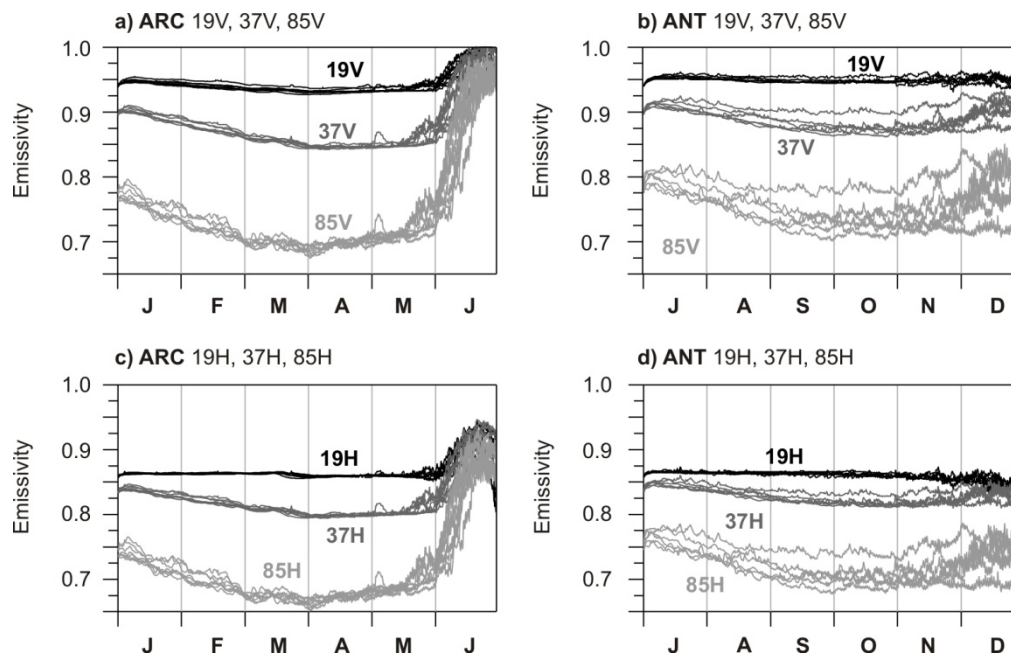 a) ARC 19V, 37V, 85V
Emissivity
1.0
0.9
0.8
0.7
19V
37V
85V
J F M A M J
b) ANT 19V, 37V, 85V
Emissivity
1.0
0.9
0.8
0.7
19V
37V
85V
J A S O N D
c) ARC 19H, 37H, 85H
Emissivity
1.0
0.9
0.8
0.7
19H
37H
85H
J F M A M J
d) ANT 19H, 37H, 85H
Emissivity
1.0
0.9
0.8
0.7
19H
37H
85H
J A S O N D